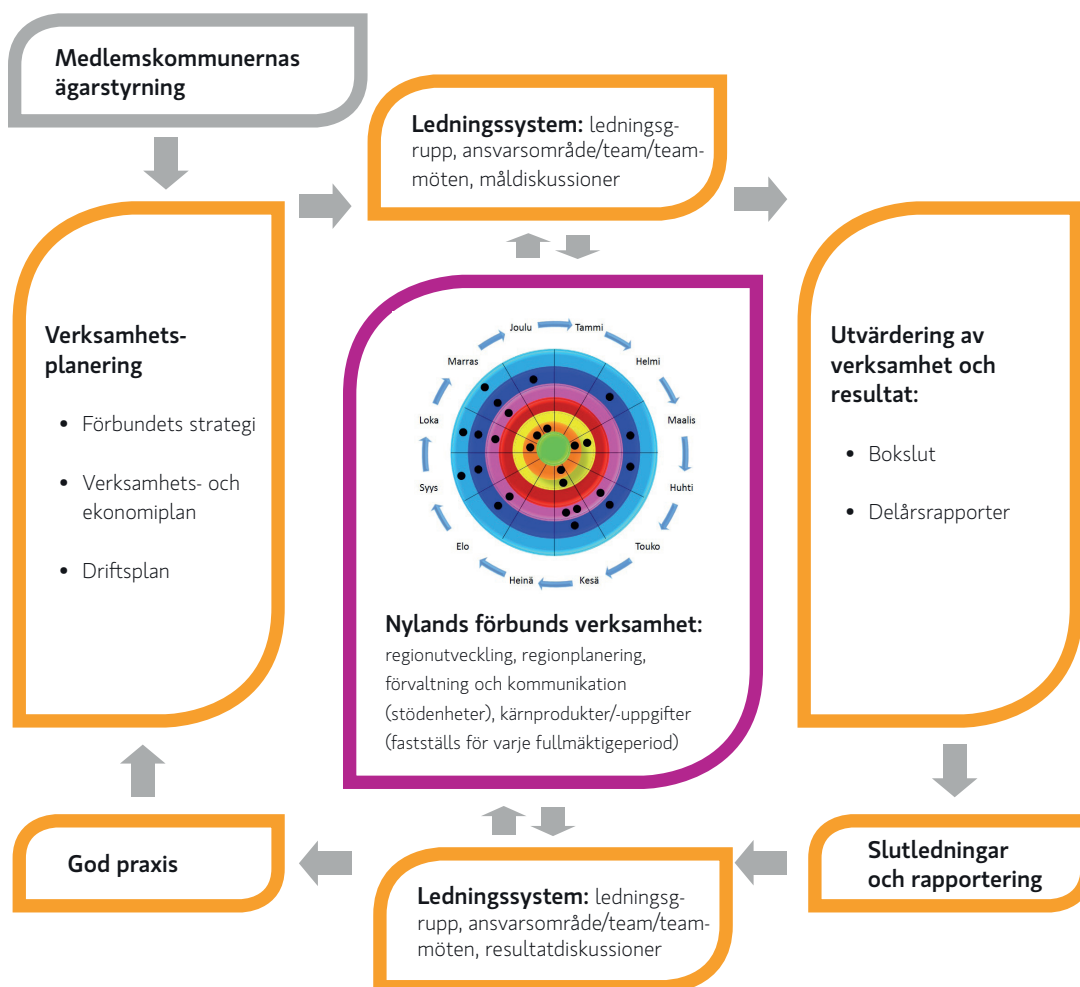 Medlemskommunernas
ägarstyrning
Ledningssystem: ledningsg-
rupp, ansvarsområde/team/team-
möten, måldiskussioner
Verksamhets-
planering
• Förbundets strategi
• Verksamhets- och
ekonomiplan
• Driftsplan
Joulu
Tammi
Helmi
Maalis
Huhti
Touko
Kesä
Heinä
Elo
Syys
Loka
Marras
Nylands förbunds verksamhet:
regionutveckling, regionplanering,
förvaltning och kommunikation
(stödenheter), kärnprodukter/-uppgifter
(fastställs för varje fullmäktigeperiod)
Utvärdering av
verksamhet och
resultat:
• Bokslut
• Delårsrapporter
God praxis
Ledningssystem: ledningsg-
rupp, ansvarsområde/team/team-
möten, resultatdiskussioner
Slutledningar
och rapportering